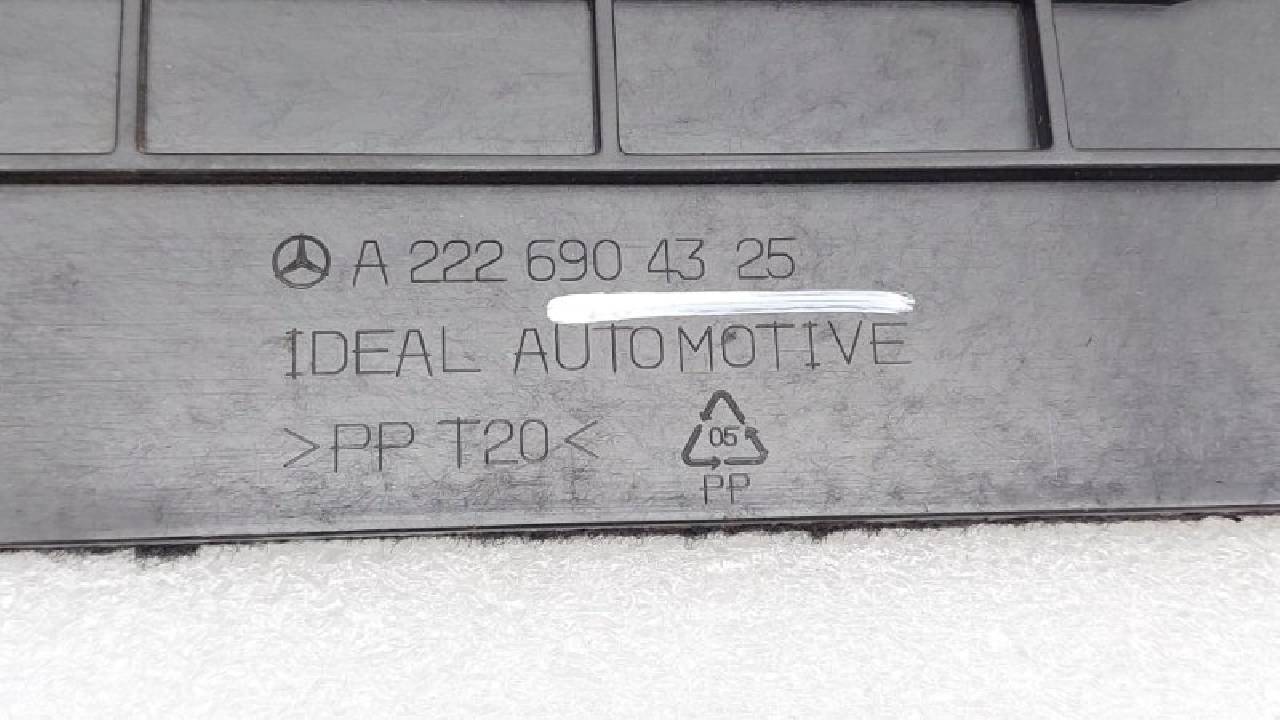 A 222 690 43 25
IDEAL AUTOMOTIVE
>PP T20<
05
PP